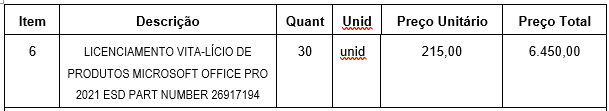 Item Descrição Quant Unid Preço Unitário Preço Total
6 LICENCIAMENTO VITA-LÍCIO DE 30 unid 215,00 6.450,00
PRODUTOS MICROSOFT OFFICE PRO
2021 ESD PART NUMBER 26917194